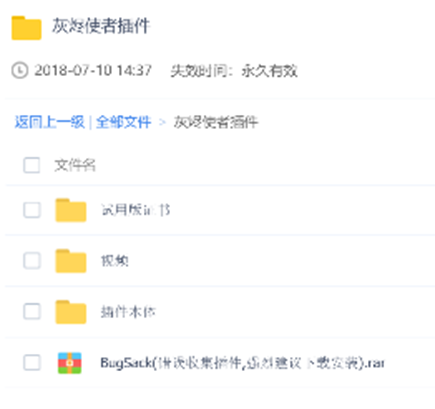 灰烬使者插件
2018-07-10 14:37 失效时间：永久有效
返回上一级 | 全部文件 > 灰烬使者插件
文件名
试用版证书
视频
插件本体
BugSack(错误收集插件,强烈建议下载安装).rar